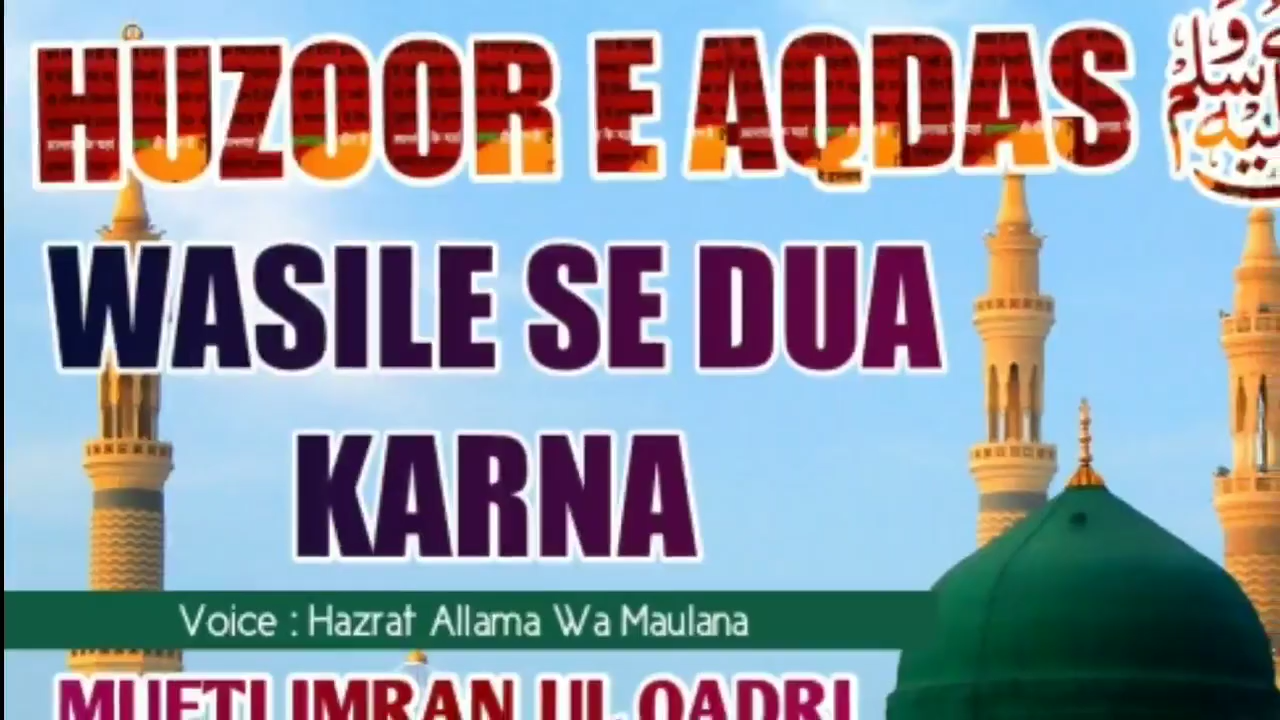 HUZOOR E AQDAS
WASILE SE DUA
KARNA
Voice : Hazrat Allama Wa Maulana
MUFTI IMRAN UL QADRI